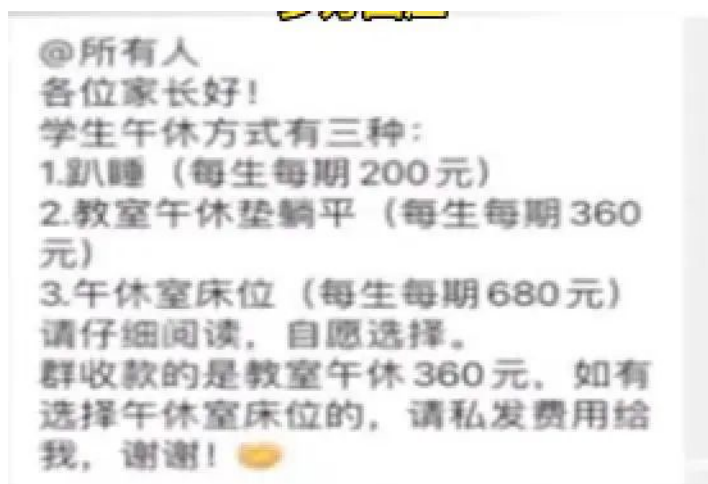 @所有人
各位家长好！
学生午休方式有三种：
1.趴睡（每生每期200元）
2.教室午休垫躺平（每生每期360
元）
3.午休室床位（每生每期680元）
请仔细阅读，自愿选择。
群收款的是教室午休360元，如有
选择午休室床位的，请私发费用给
我，谢谢！